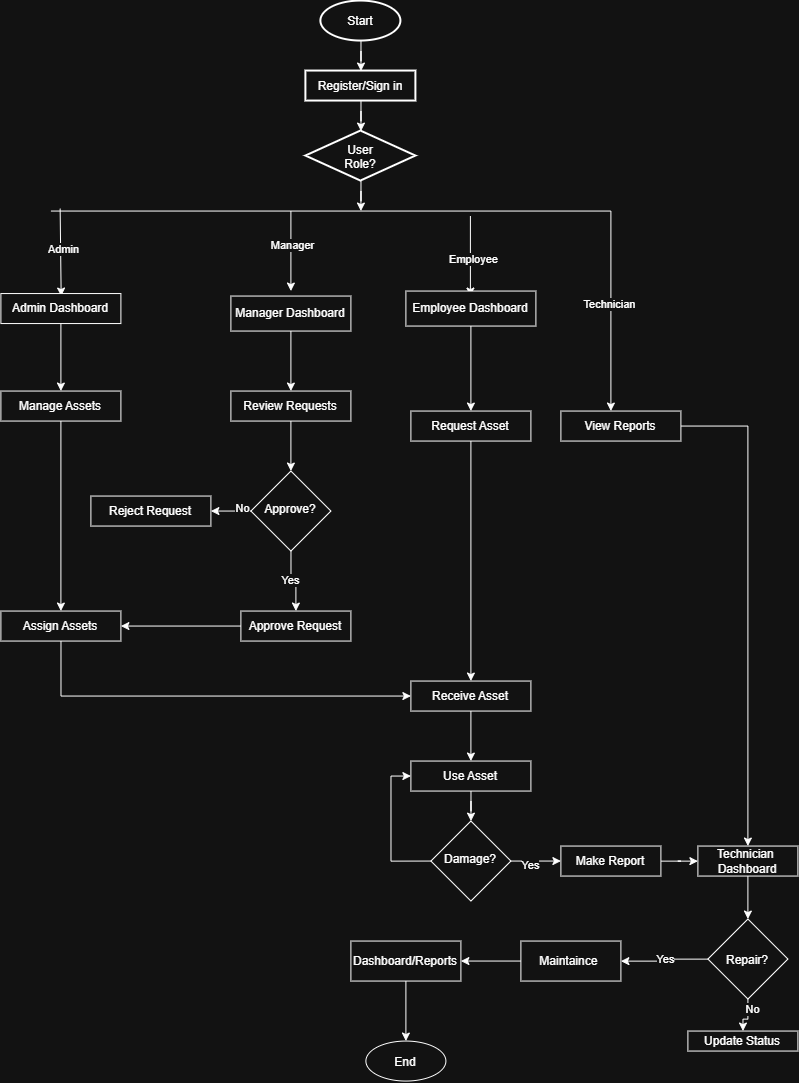 Start
Register/Sign in
User
Role?
Admin
Manager
Employee
Technician
Admin Dashboard
Manager Dashboard
Employee Dashboard
Manage Assets
Review Requests
Request Asset
View Reports
Reject Request
No
Approve?
Yes
Assign Assets
Approve Request
Receive Asset
Use Asset
Damage?
Yes
Make Report
Technician
Dashboard
Dashboard/Reports
Maintaince
Yes
Repair?
No
Update Status
End